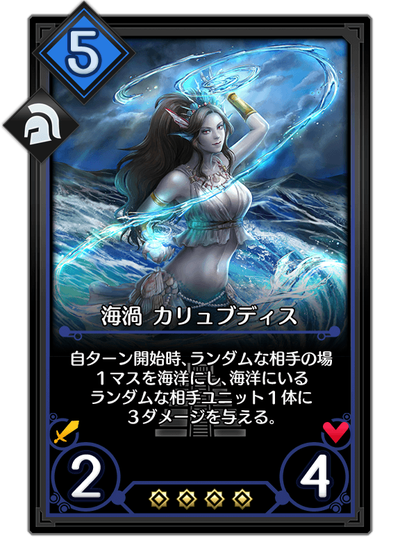 5
海渦 カリュブディス
自ターン開始時、ランダムな相手の場
1マスを海洋にし、海洋にいる
ランダムな相手ユニット1体に
3ダメージを与える。
2
4